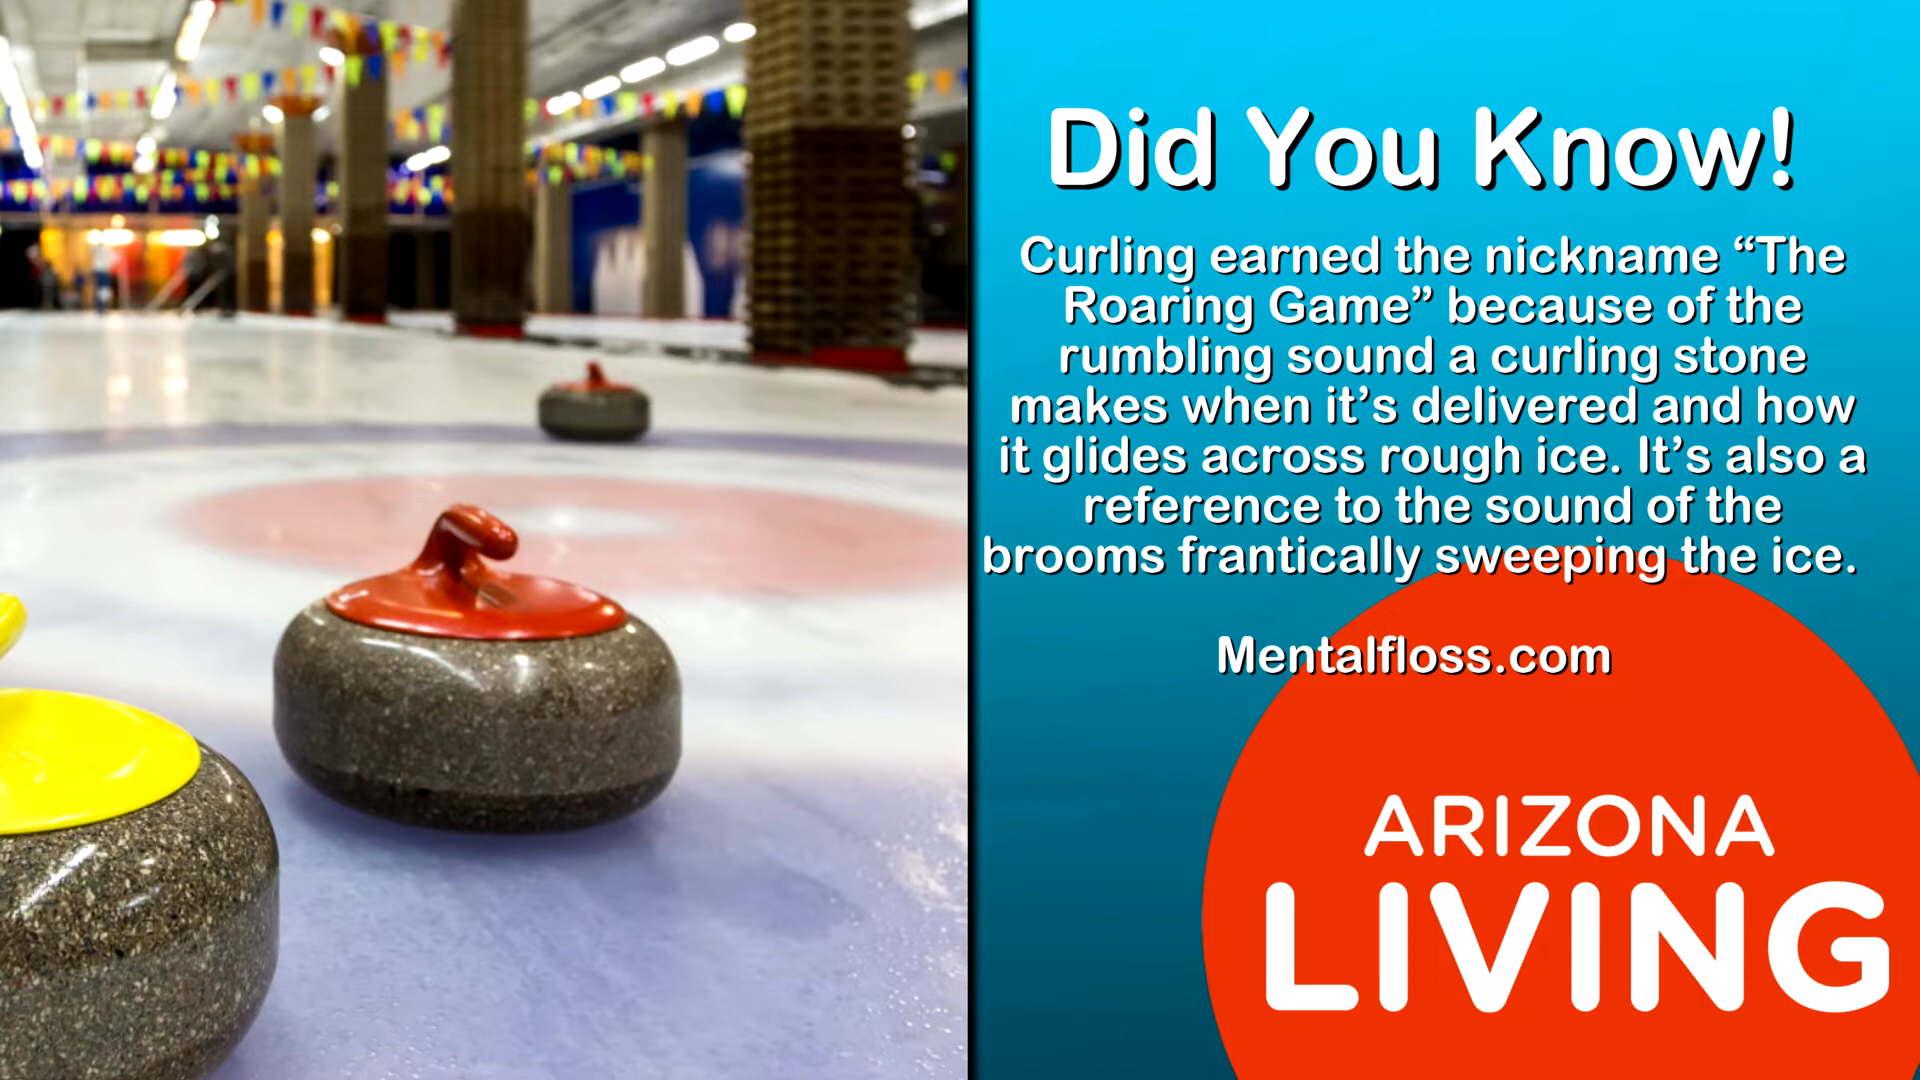 Did You Know!
Curling earned the nickname “The
Roaring Game” because of the
rumbling sound a curling stone
makes when it’s delivered and how
it glides across rough ice. It’s also a
reference to the sound of the
brooms frantically sweeping the ice.
Mentalfloss.com
ARIZONA
LIVING